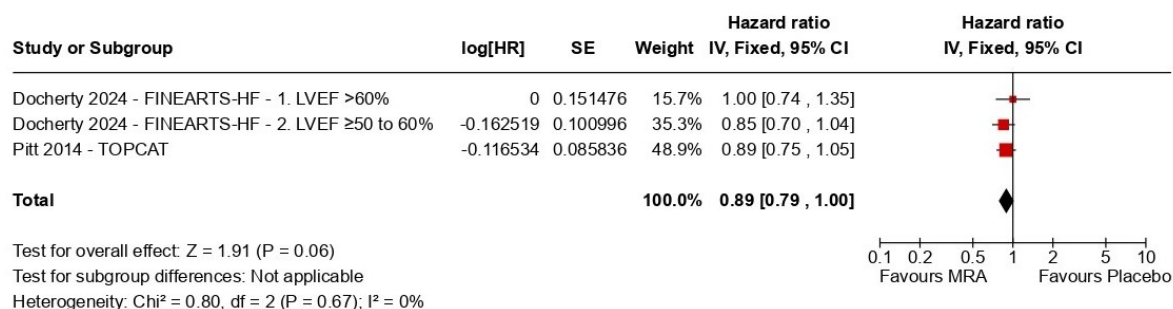 Hazard ratio Hazard ratio
Study or Subgroup log[HR] SE Weight IV, Fixed, 95% CI IV, Fixed, 95% CI
Docherty 2024 - FINEARTS-HF - 1. LVEF >60% 0 0.151476 15.7% 1.00 [0.74 , 1.35]
Docherty 2024 - FINEARTS-HF - 2. LVEF ≥50 to 60% -0.162519 0.100996 35.3% 0.85 [0.70 , 1.04]
Pitt 2014 - TOPCAT -0.116534 0.085836 48.9% 0.89 [0.75 , 1.05]
Total 100.0% 0.89 [0.79 , 1.00]
Test for overall effect: Z = 1.91 (P = 0.06)
0.1 0.2 0.5 1 2 5 10
Test for subgroup differences: Not applicable
Favours MRA Favours Placebo
Heterogeneity: Chi² = 0.80, df = 2 (P = 0.67); I² = 0%